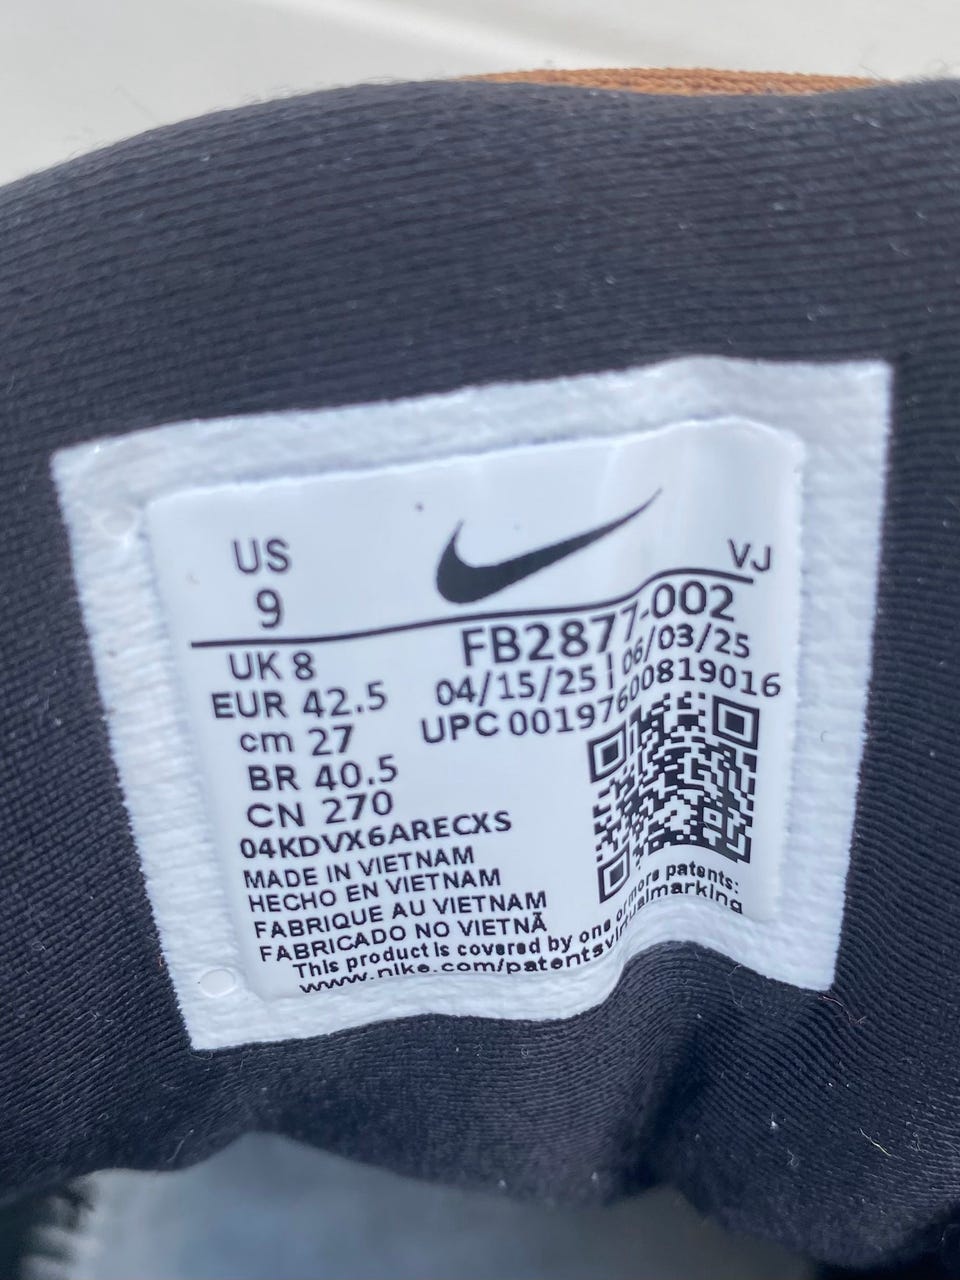 US
9
VJ
FB2877-002
04/15/25 | 06/03/25
UPC 00197600819016
UK 8
EUR 42.5
cm 27
BR 40.5
CN 270
04KDVX6ARECXS
MADE IN VIETNAM
HECHO EN VIETNAM
FABRIQUE AU VIETNAM
FABRICADO NO VIETNÃ
This product is covered by one or more patents:
www.nike.com/patentsvirtualmarking